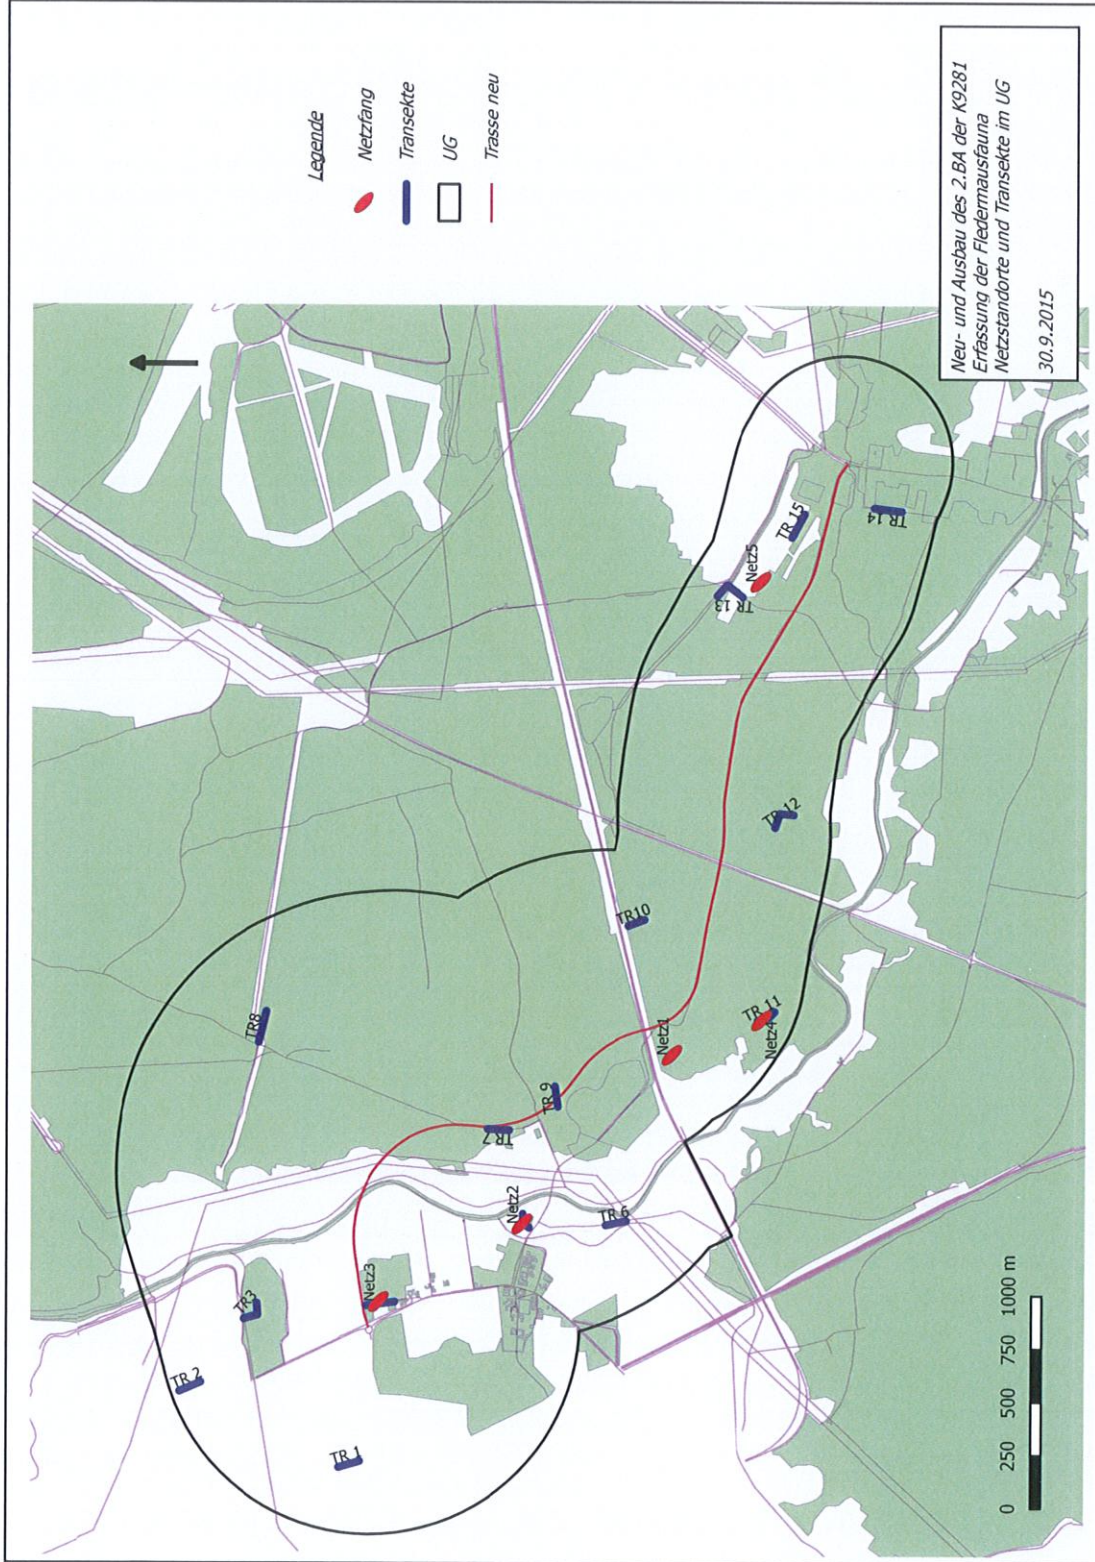 Legende
Netzfang
Transekte
UG
Trasse neu
Neu- und Ausbau des 2.BA der K9281
Erfassung der Fledermausfauna
Netzstandorte und Transekte im UG
30.9.2015
TR 1
TR 2
TR3
Netz3
Netz2
TR 6
TR 7
TR8
TR 9
Netz1
TR10
TR 11
Netz4
TR 12
TR 13
Netz5
TR 15
TR 14
0 250 500 750 1000 m